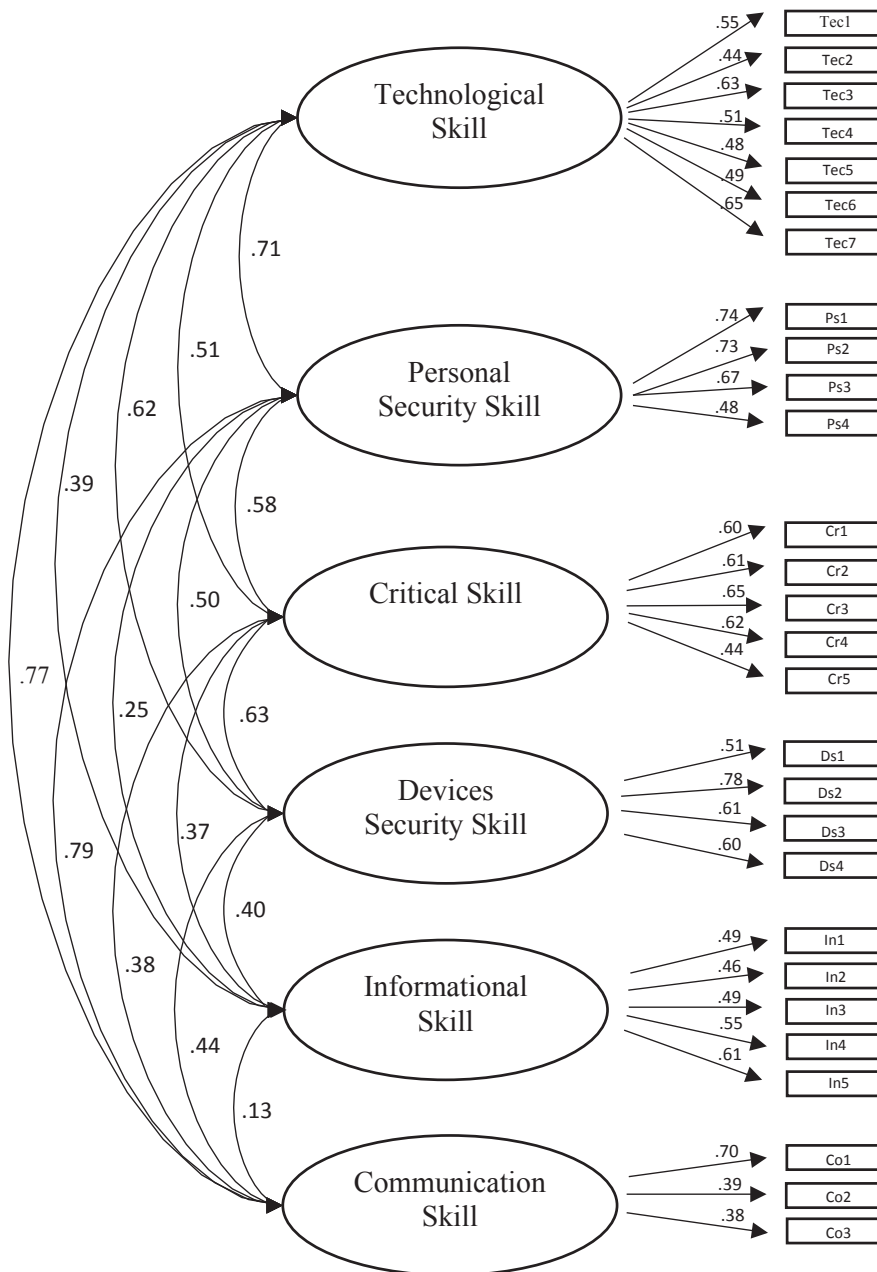 .55
Tec1
.44
Tec2
Technological
Skill
.63
Tec3
.51
Tec4
.48
Tec5
.49
Tec6
.65
Tec7
.71
.74
Ps1
.73
Ps2
Personal
Security Skill
.67
Ps3
.48
Ps4
.51
.62
.39
.58
.60
Cr1
.61
Cr2
Critical Skill
.65
Cr3
.62
Cr4
.44
Cr5
.50
.77
.25
.63
.51
Ds1
.78
Ds2
Devices
Security Skill
.61
Ds3
.60
Ds4
.37
.79
.40
.38
.49
In1
.46
In2
Informational
Skill
.49
In3
.55
In4
.61
In5
.44
.13
.70
Co1
Communication
Skill
.39
Co2
.38
Co3